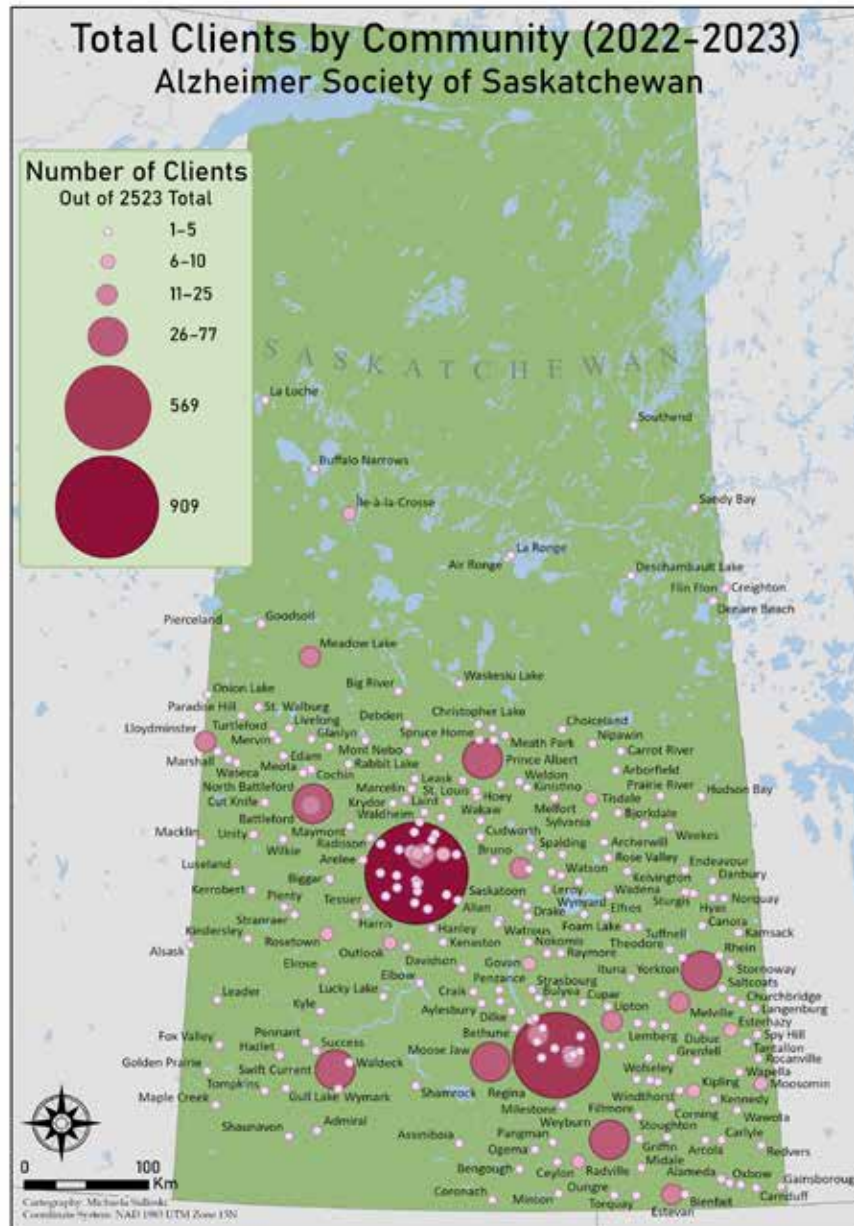 Total Clients by Community (2022-2023)
Alzheimer Society of Saskatchewan
Number of Clients
Out of 2523 Total
1–5
6–10
11–25
26–77
569
909
SASKATCHEWAN
La Loche
Southend
Buffalo Narrows
Île-à-la-Crosse
Sandy Bay
La Ronge
Air Ronge
Deschambault Lake
Flin Flon Creighton
Denare Beach
Pierceland
Goodsoil
Meadow Lake
Big River
Waskesiu Lake
Onion Lake
Paradise Hill
St. Walburg
Debden
Christopher Lake
Choiceland
Lloydminster
Turtleford
Livelong
Mervin
Glaslyn
Spruce Home
Meath Park
Nipawin
Marshall
Edam
Mont Nebo
Prince Albert
Carrot River
Waseca
Meota
Cochin
Rabbit Lake
Leask
Weldon
Arborfield
North Battleford
Marcelin
St. Louis
Hoey
Kinistino
Prairie River
Hudson Bay
Cut Knife
Krydor
Laird
Melfort
Tisdale
Battleford
Waldheim
Wakaw
Sylvania
Bjorkdale
Macklin
Unity
Maymont
Radisson
Cudworth
Weekes
Wilkie
Arelee
Bruno
Spalding
Archerwill
Luseland
Rose Valley
Endeavour
Biggar
Watson
Kelvington
Danbury
Kerrobert
Saskatoon
Leroy
Wadena
Sturgis
Norquay
Plenty
Tessier
Allan
Wynyard
Hyas
Stranraer
Drake
Elfros
Canora
Harris
Hanley
Watrous
Foam Lake
Tuffnell
Kamsack
Kindersley
Rosetown
Kenaston
Nokomis
Theodore
Rhein
Alsask
Outlook
Davidson
Govan
Raymore
Elrose
Ituna
Yorkton
Stornoway
Elbow
Penzance
Strasbourg
Saltcoats
Leader
Lucky Lake
Craik
Bulyea
Cupar
Churchbridge
Kyle
Aylesbury
Lipton
Langenburg
Dilke
Melville
Esterhazy
Fox Valley
Pennant
Bethune
Lemberg
Dubuc
Spy Hill
Hazlet
Success
Moose Jaw
Grenfell
Tantallon
Golden Prairie
Waldeck
Wolseley
Rocanville
Swift Current
Wapella
Tompkins
Kipling
Moosomin
Maple Creek
Gull Lake
Wymark
Shamrock
Regina
Windthorst
Kennedy
Milestone
Fillmore
Corning
Wawota
Shaunavon
Admiral
Weyburn
Stoughton
Assiniboia
Pangman
Griffin
Carlyle
Ogema
Arcola
Redvers
Bengough
Radville
Midale
Ceylon
Alameda
Oxbow
Coronach
Oungre
Gainsborough
Minton
Torquay
Bienfait
Carnduff
Estevan
0 100
Km
Cartography: Michaela Sidloski
Coordinate System: NAD 1983 UTM Zone 13N